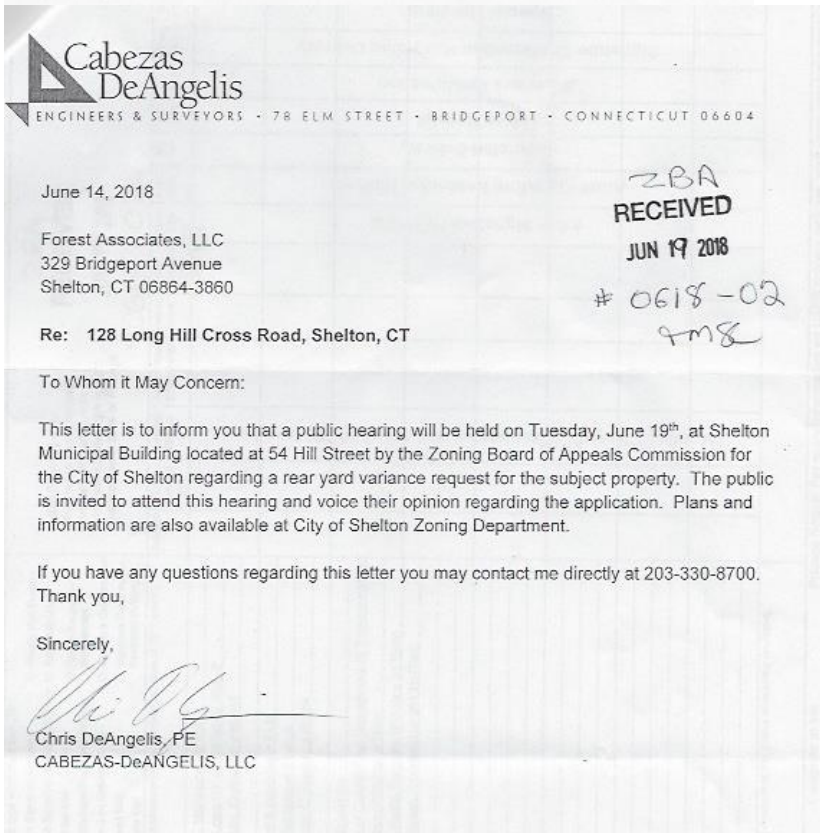 Cabezas
DeAngelis
ENGINEERS & SURVEYORS - 78 ELM STREET - BRIDGEPORT - CONNECTICUT 06604
June 14, 2018
ZBA
RECEIVED
JUN 19 2018
# 0618-02
Forest Associates, LLC
329 Bridgeport Avenue
Shelton, CT 06864-3860
Re: 128 Long Hill Cross Road, Shelton, CT
To Whom it May Concern:
This letter is to inform you that a public hearing will be held on Tuesday, June 19th, at Shelton
Municipal Building located at 54 Hill Street by the Zoning Board of Appeals Commission for
the City of Shelton regarding a rear yard variance request for the subject property. The public
is invited to attend this hearing and voice their opinion regarding the application. Plans and
information are also available at City of Shelton Zoning Department.
If you have any questions regarding this letter you may contact me directly at 203-330-8700.
Thank you,
Sincerely,
Chris DeAngelis, PE
CABEZAS-DeANGELIS, LLC